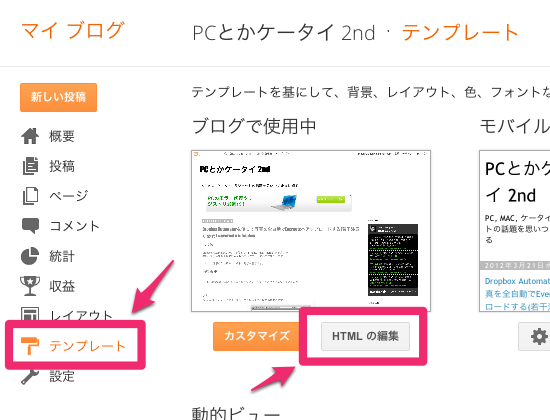 マイ ブログ
PCとかケータイ 2nd · テンプレート
新しい投稿
概要
投稿
ページ
コメント
統計
収益
レイアウト
テンプレート
設定
テンプレートを基にして、背景、レイアウト、色、フォントな
ブログで使用中
PCとかケータイ 2nd
カスタマイズ
HTML の編集
動的ビュー
モバイル
PCとかケ
イ 2nd
PC, MAC, ケータイ
トの話題を思いつ
る
2012年3月21日
Dropbox Automa
真を全自動でEve
ロードする(若干